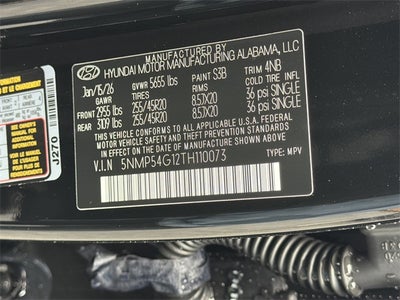 MANUFACTURED BY
HYUNDAI MOTOR MANUFACTURING ALABAMA, LLC
Jan/15/26 GVWR 5655 lbs PAINT S3B TRIM 4NB
GAWR TIRES RIMS COLD TIRE INFL
FRONT 2955 lbs 255/45R20 8.5JX20 36 psi SINGLE
REAR 3109 lbs 255/45R20 8.5JX20 36 psi SINGLE
THIS VEHICLE CONFORMS TO ALL APPLICABLE FEDERAL
MOTOR VEHICLE SAFETY, BUMPER, AND THEFT PREVENTION
STANDARDS IN EFFECT ON THE DATE OF MANUFACTURE
SHOWN ABOVE.
V.I.N 5NMP54G12TH110073
TYPE: MPV
J270